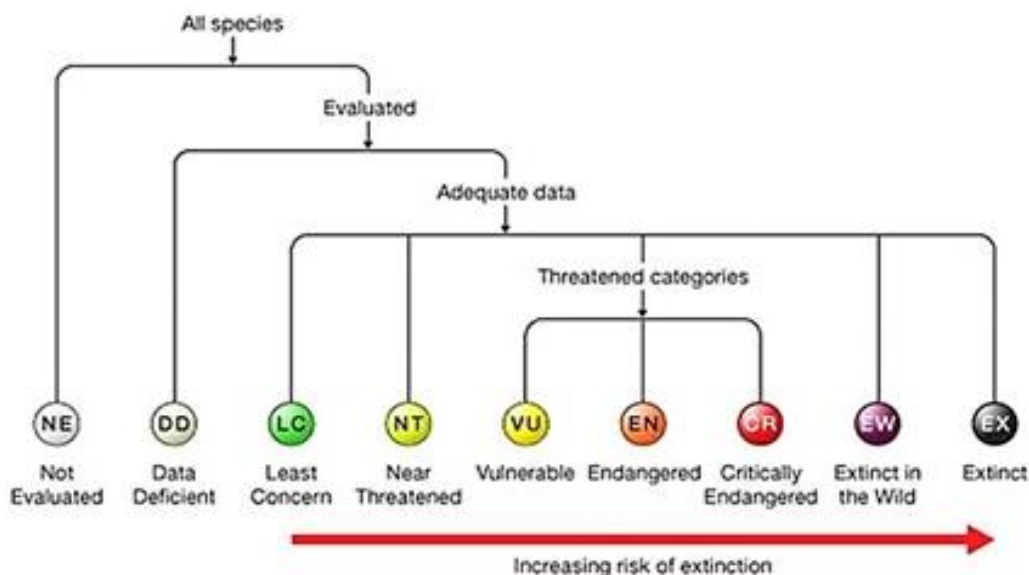 All species
Evaluated
Adequate data
Threatened categories
NE
DD
LC
NT
VU
EN
CR
EW
EX
Not
Evaluated
Data
Deficient
Least
Concern
Near
Threatened
Vulnerable
Endangered
Critically
Endangered
Extinct in
the Wild
Extinct
Increasing risk of extinction